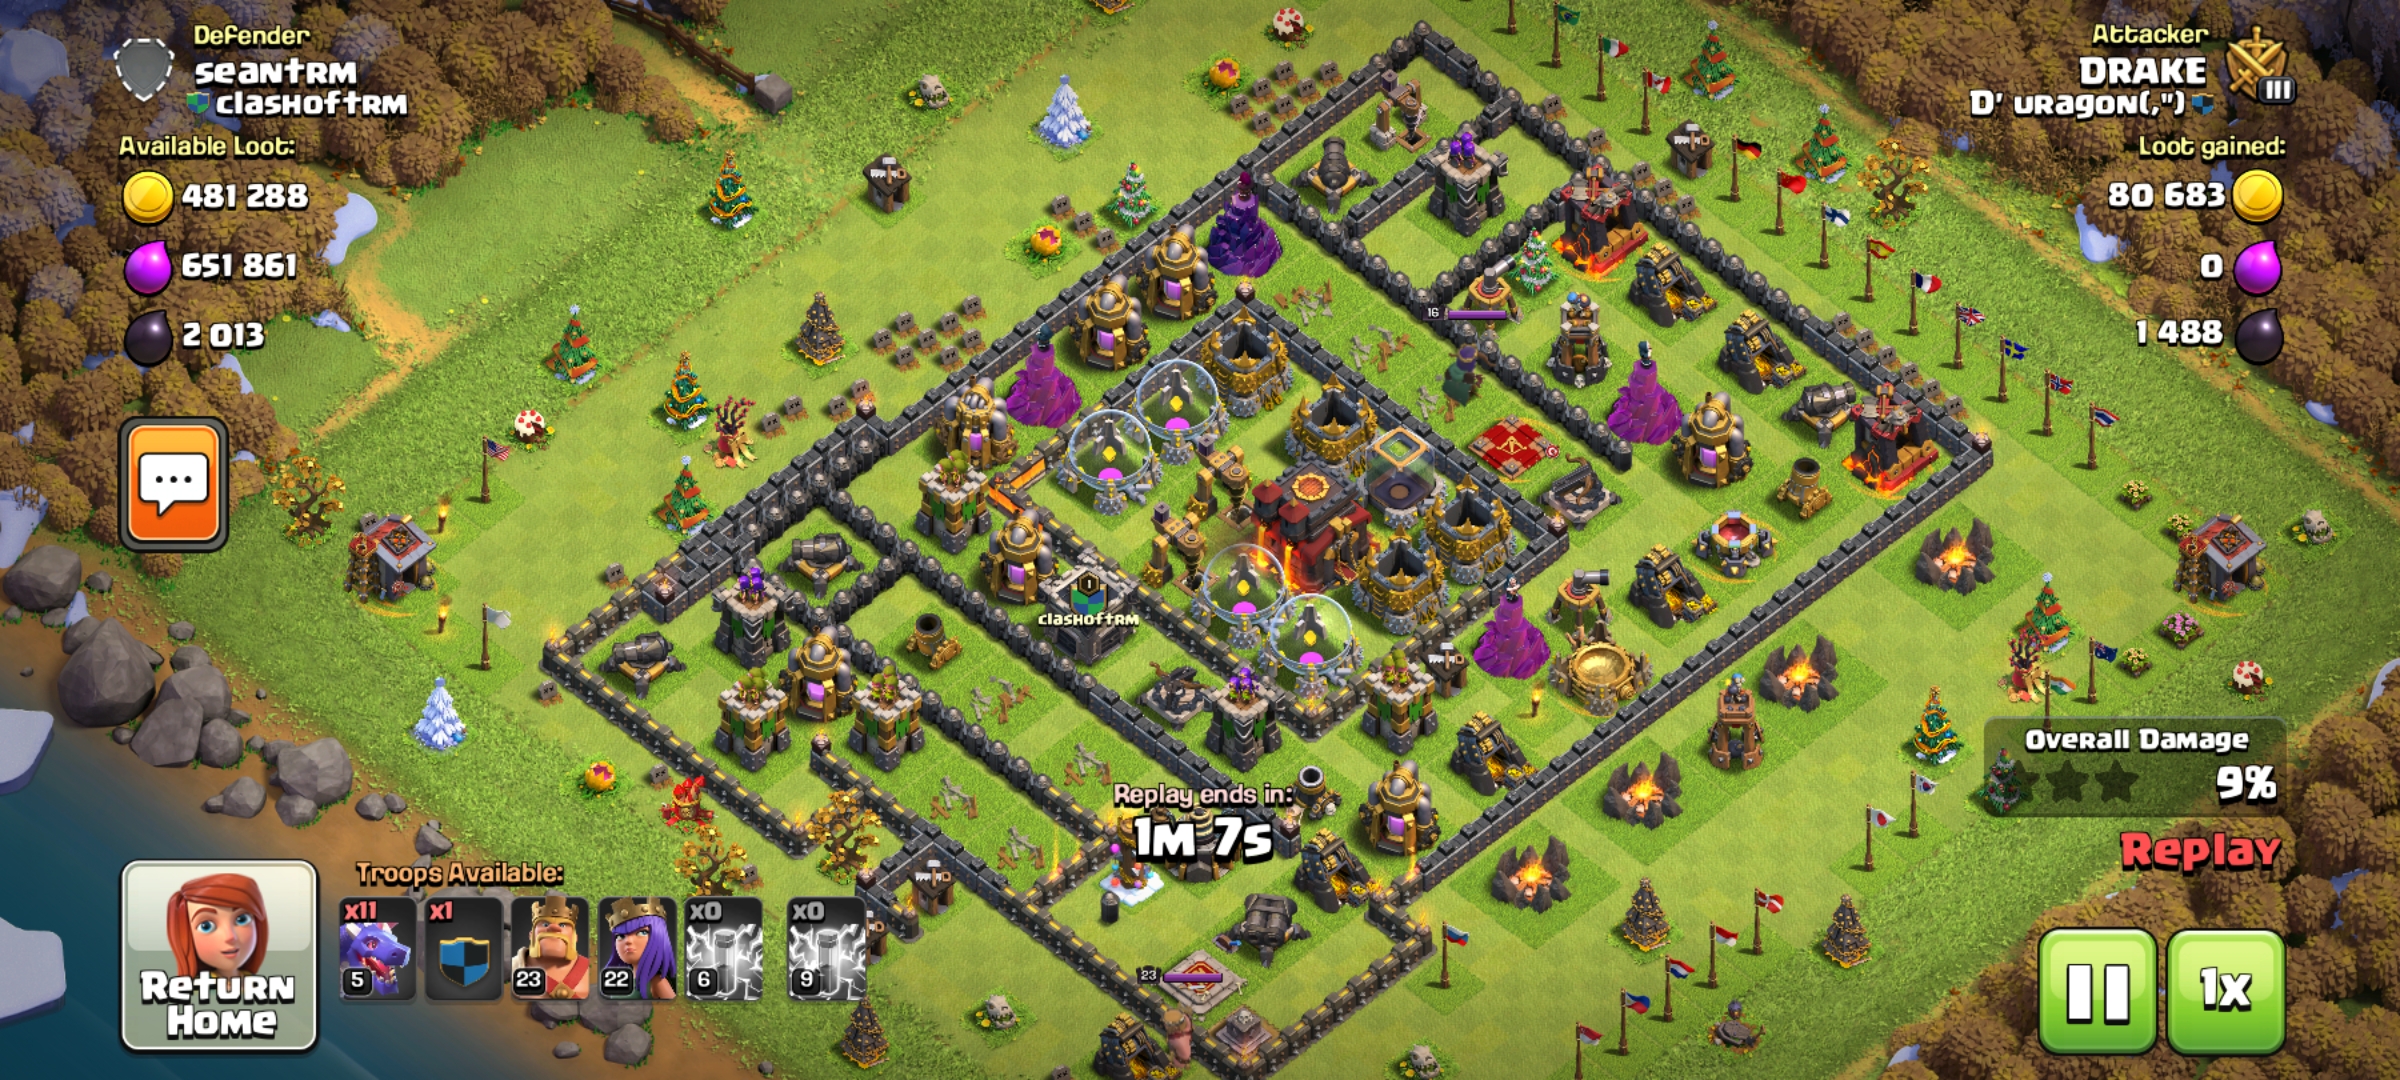 Defender
seantRM
clashoftRM
Available Loot:
481 288
651 861
2 013
Attacker
DRAKE
D' uragon(,")
III
Loot gained:
80 683
0
1 488
16
1
clashoftRM
Replay ends in:
1M 7s
Overall Damage
9%
Replay
Return
Home
Troops Available:
x11
x1
x0
x0
5
23
22
6
9
23
1x